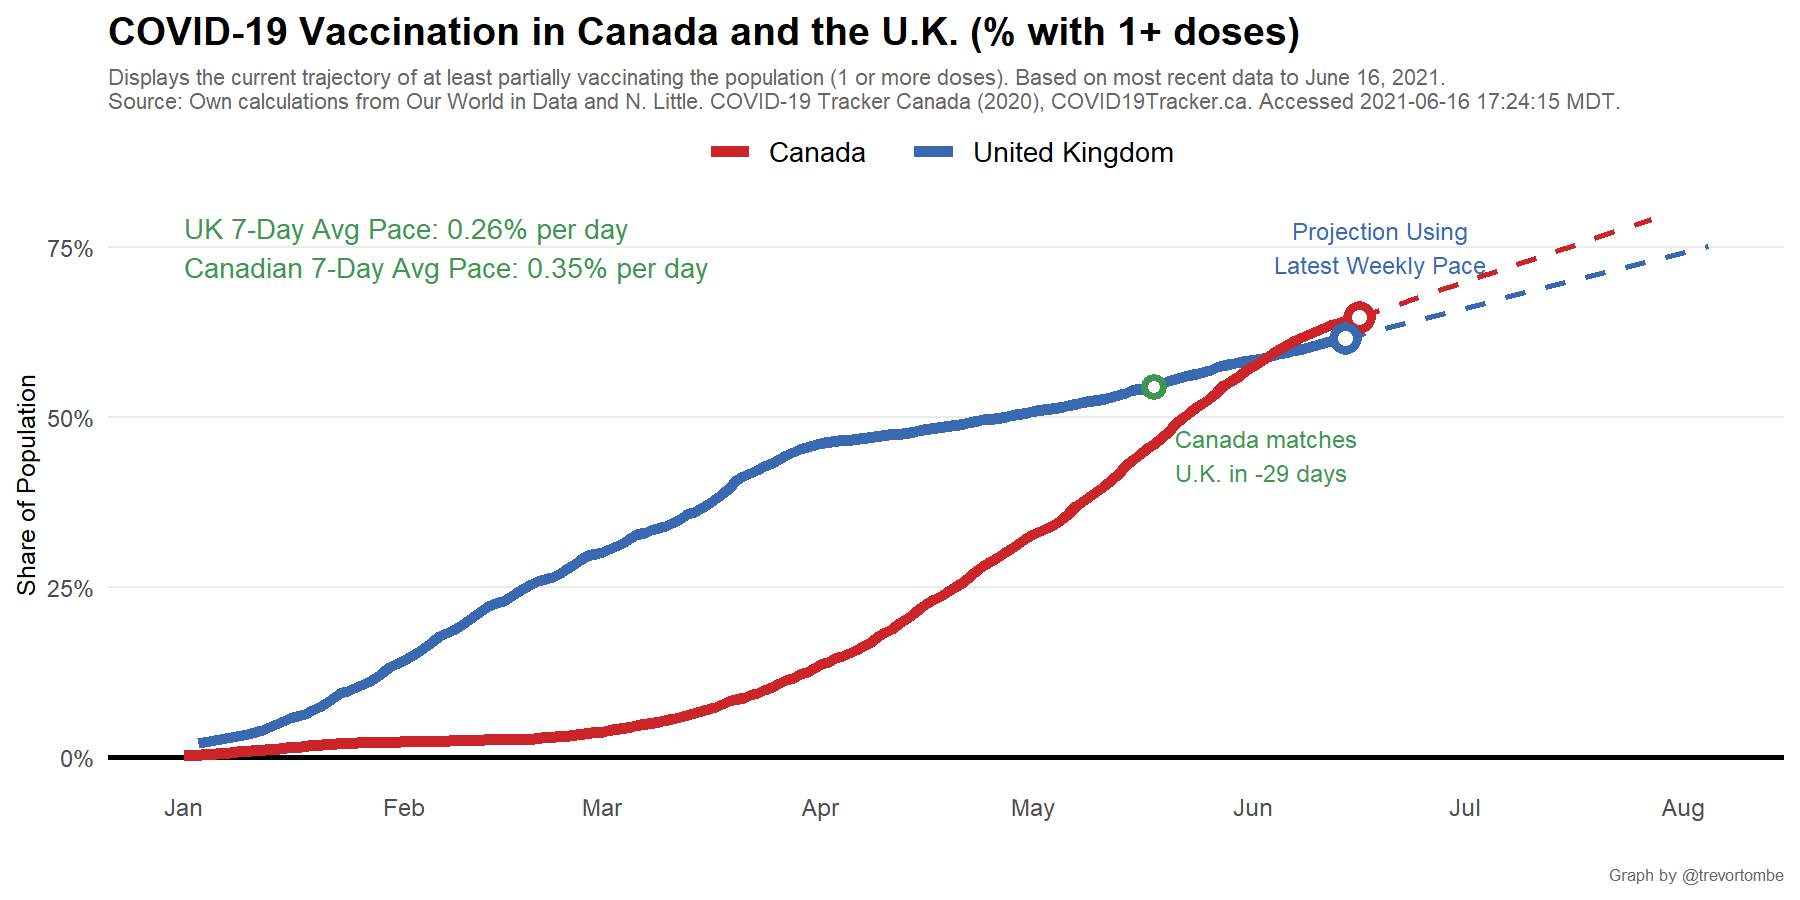 COVID-19 Vaccination in Canada and the U.K. (% with 1+ doses)
Displays the current trajectory of at least partially vaccinating the population (1 or more doses). Based on most recent data to June 16, 2021.
Source: Own calculations from Our World in Data and N. Little. COVID-19 Tracker Canada (2020), COVID19Tracker.ca. Accessed 2021-06-16 17:24:15 MDT.
Canada
United Kingdom
UK 7-Day Avg Pace: 0.26% per day
Canadian 7-Day Avg Pace: 0.35% per day
Projection Using
Latest Weekly Pace
Canada matches
U.K. in -29 days
Share of Population
75%
50%
25%
0%
Jan
Feb
Mar
Apr
May
Jun
Jul
Aug
Graph by @trevortombe